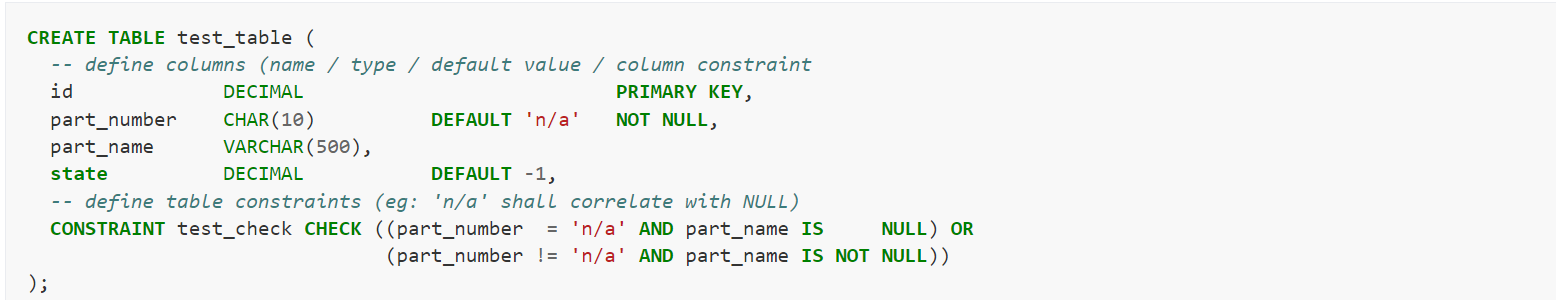 CREATE TABLE test_table (
  -- define columns (name / type / default value / column constraint
  id             DECIMAL                           PRIMARY KEY,
  part_number    CHAR(10)          DEFAULT 'n/a'   NOT NULL,
  part_name      VARCHAR(500),
  state          DECIMAL           DEFAULT -1,
  -- define table constraints (eg: 'n/a' shall correlate with NULL)
  CONSTRAINT test_check CHECK ((part_number  = 'n/a' AND part_name IS     NULL) OR
                               (part_number != 'n/a' AND part_name IS NOT NULL))
);